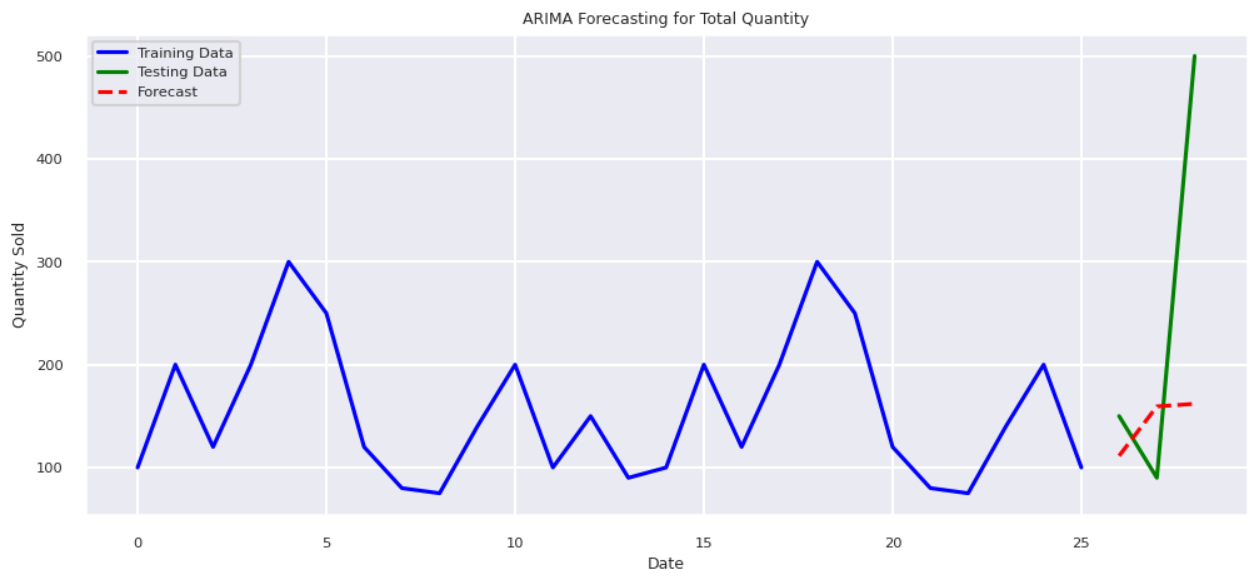 ARIMA Forecasting for Total Quantity
Training Data
Testing Data
Forecast
500
400
300
200
100
Quantity Sold
0 5 10 15 20 25
Date